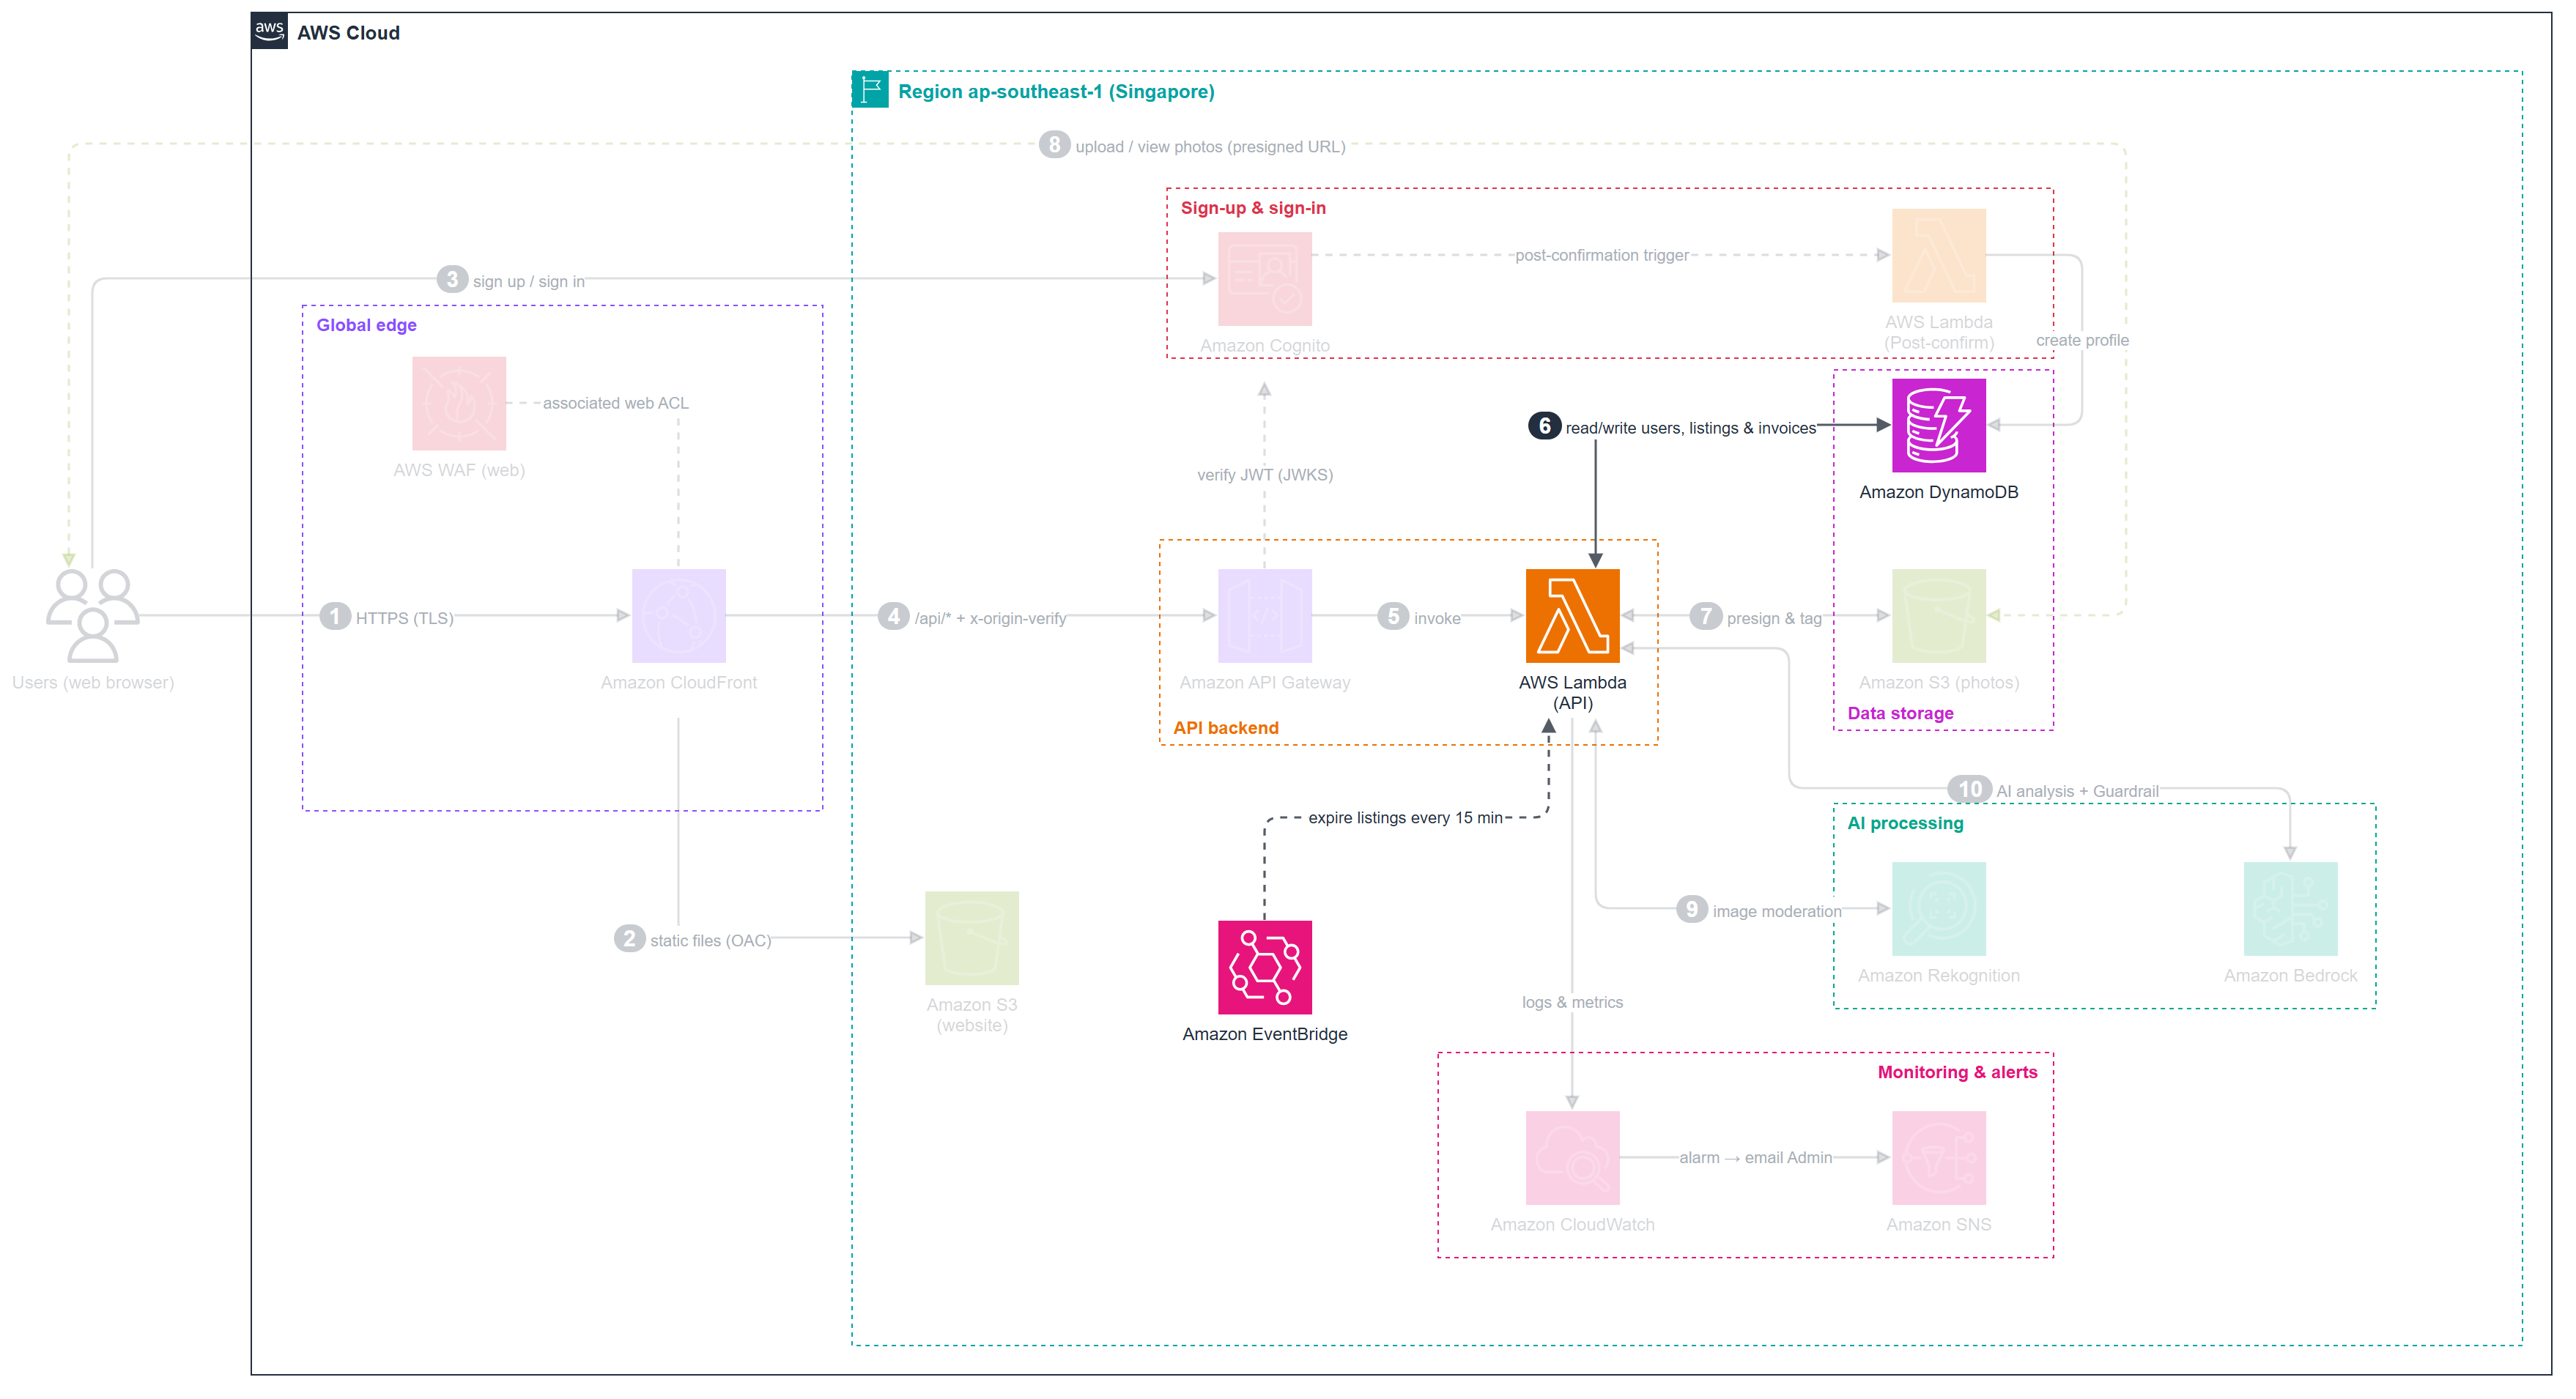 aws
AWS Cloud
Region ap-southeast-1 (Singapore)
8 upload / view photos (presigned URL)
Sign-up & sign-in
post-confirmation trigger
3 sign up / sign in
Global edge
Amazon Cognito
AWS Lambda
(Post-confirm)
create profile
associated web ACL
AWS WAF (web)
6 read/write users, listings & invoices
verify JWT (JWKS)
Amazon DynamoDB
1 HTTPS (TLS)
4 /api/* + x-origin-verify
5 invoke
7 presign & tag
Users (web browser)
Amazon CloudFront
Amazon API Gateway
AWS Lambda
(API)
Amazon S3 (photos)
Data storage
API backend
10 AI analysis + Guardrail
expire listings every 15 min
AI processing
9 image moderation
2 static files (OAC)
Amazon Rekognition
Amazon Bedrock
Amazon S3
(website)
logs & metrics
Amazon EventBridge
Monitoring & alerts
alarm → email Admin
Amazon CloudWatch
Amazon SNS